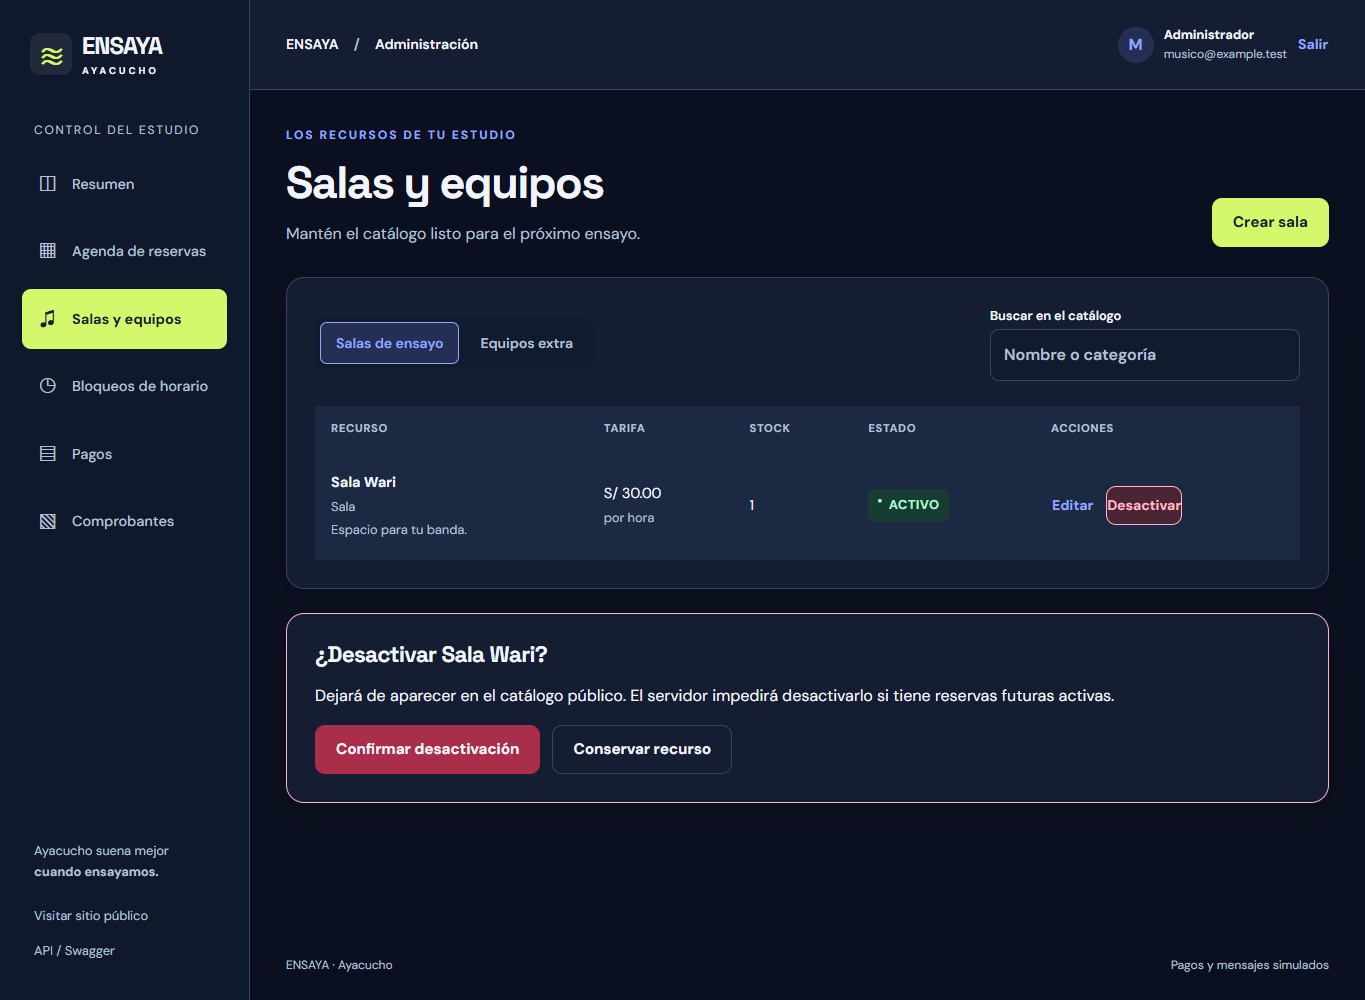 ENSAYA
AYACUCHO
CONTROL DEL ESTUDIO
Resumen
Agenda de reservas
Salas y equipos
Bloqueos de horario
Pagos
Comprobantes
Ayacucho suena mejor
cuando ensayamos.
Visitar sitio público
API / Swagger
ENSAYA / Administración
M
Administrador
musico@example.test
Salir
LOS RECURSOS DE TU ESTUDIO
Salas y equipos
Mantén el catálogo listo para el próximo ensayo.
Crear sala
Salas de ensayo
Equipos extra
Buscar en el catálogo
Nombre o categoría
RECURSO TARIFA STOCK ESTADO ACCIONES
Sala Wari
Sala
Espacio para tu banda.
S/ 30.00
por hora
1
ACTIVO
Editar
Desactivar
¿Desactivar Sala Wari?
Dejará de aparecer en el catálogo público. El servidor impedirá desactivarlo si tiene reservas futuras activas.
Confirmar desactivación
Conservar recurso
ENSAYA · Ayacucho
Pagos y mensajes simulados